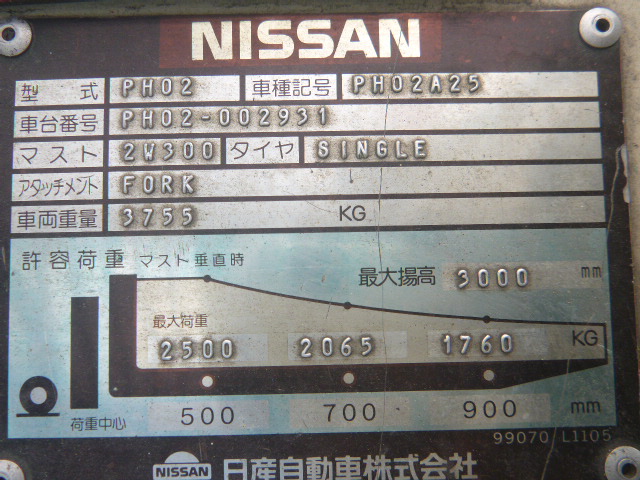 NISSAN
型 式 PH02 車種記号 PH02A25
車台番号 PH02-002931
マスト 2W300 タイヤ SINGLE
アタッチメント FORK
車両重量 3755 KG
許容荷重 マスト垂直時
最大揚高 3000 mm
最大荷重
2500 2065 1760 KG
荷重中心 500 700 900 mm
99070 L1105
NISSAN 日産自動車株式会社